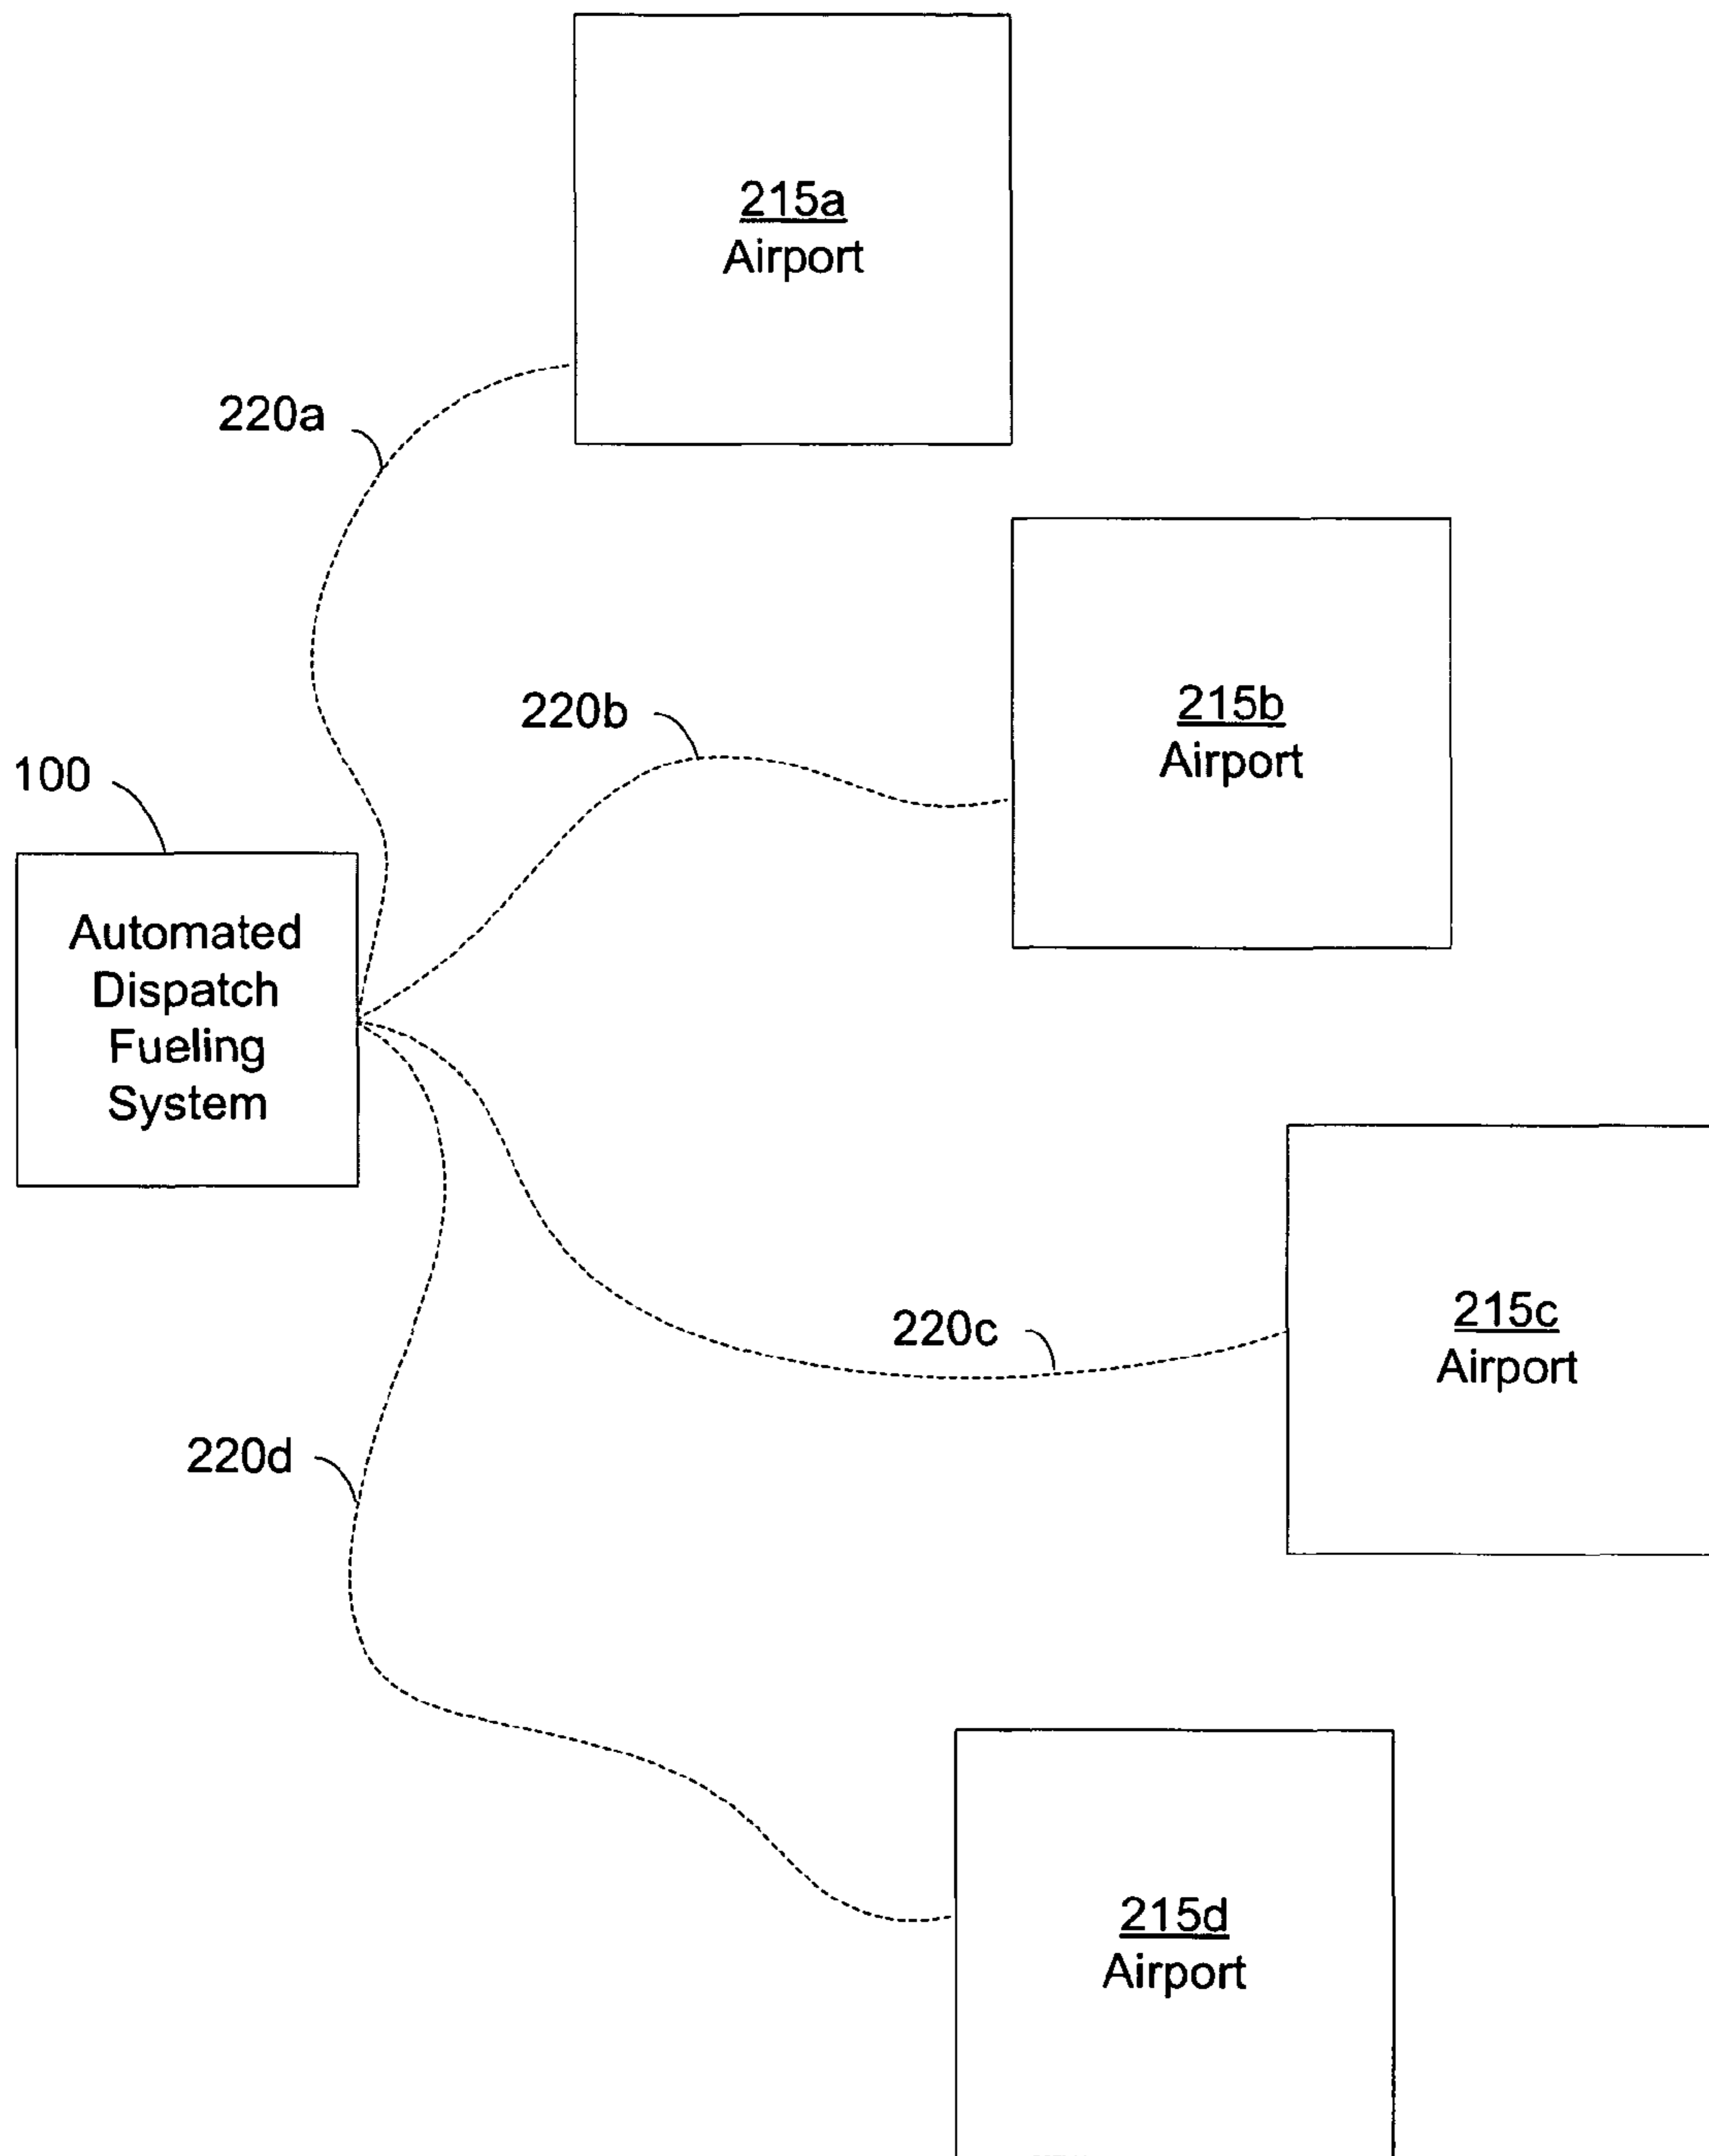 215a
Airport
220a
220b
215b
Airport
100
Automated
Dispatch
Fueling
System
220c
215c
Airport
220d
215d
Airport